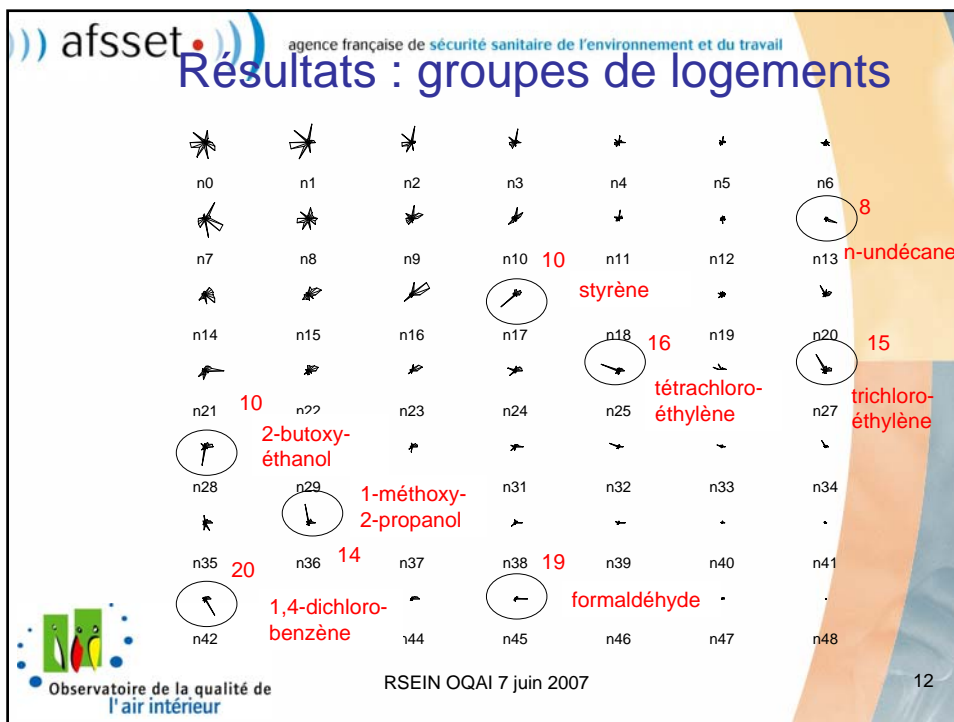 ))) afsset• )))
agence française de sécurité sanitaire de l'environnement et du travail
Résultats : groupes de logements
n0 n1 n2 n3 n4 n5 n6
8
n7 n8 n9 n10 n11 n12 n13
n-undécane
10
styrène
n14 n15 n16 n17 n18 n19 n20
16
15
tétrachloro-
éthylène
trichloro-
éthylène
n21 n22 n23 n24 n25 n27
10
2-butoxy-
éthanol
n28 n29 n31 n32 n33 n34
1-méthoxy-
2-propanol
n35 n36 n37 n38 n39 n40 n41
14
20
19
1,4-dichloro-
benzène
formaldéhyde
n42 n44 n45 n46 n47 n48
Observatoire de la qualité de
l'air intérieur
RSEIN OQAI 7 juin 2007
12